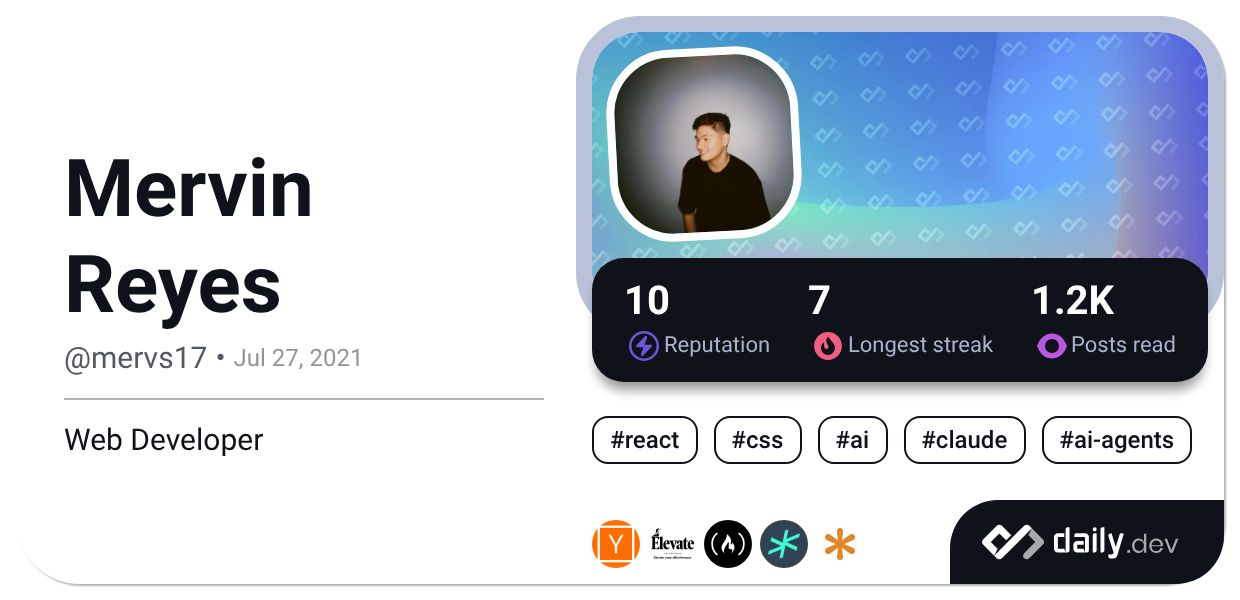 Mervin
Reyes
@mervs17 • Jul 27, 2021
Web Developer
10
Reputation
7
Longest streak
1.2K
Posts read
#react
#css
#ai
#claude
#ai-agents
Y
Elevate
daily.dev